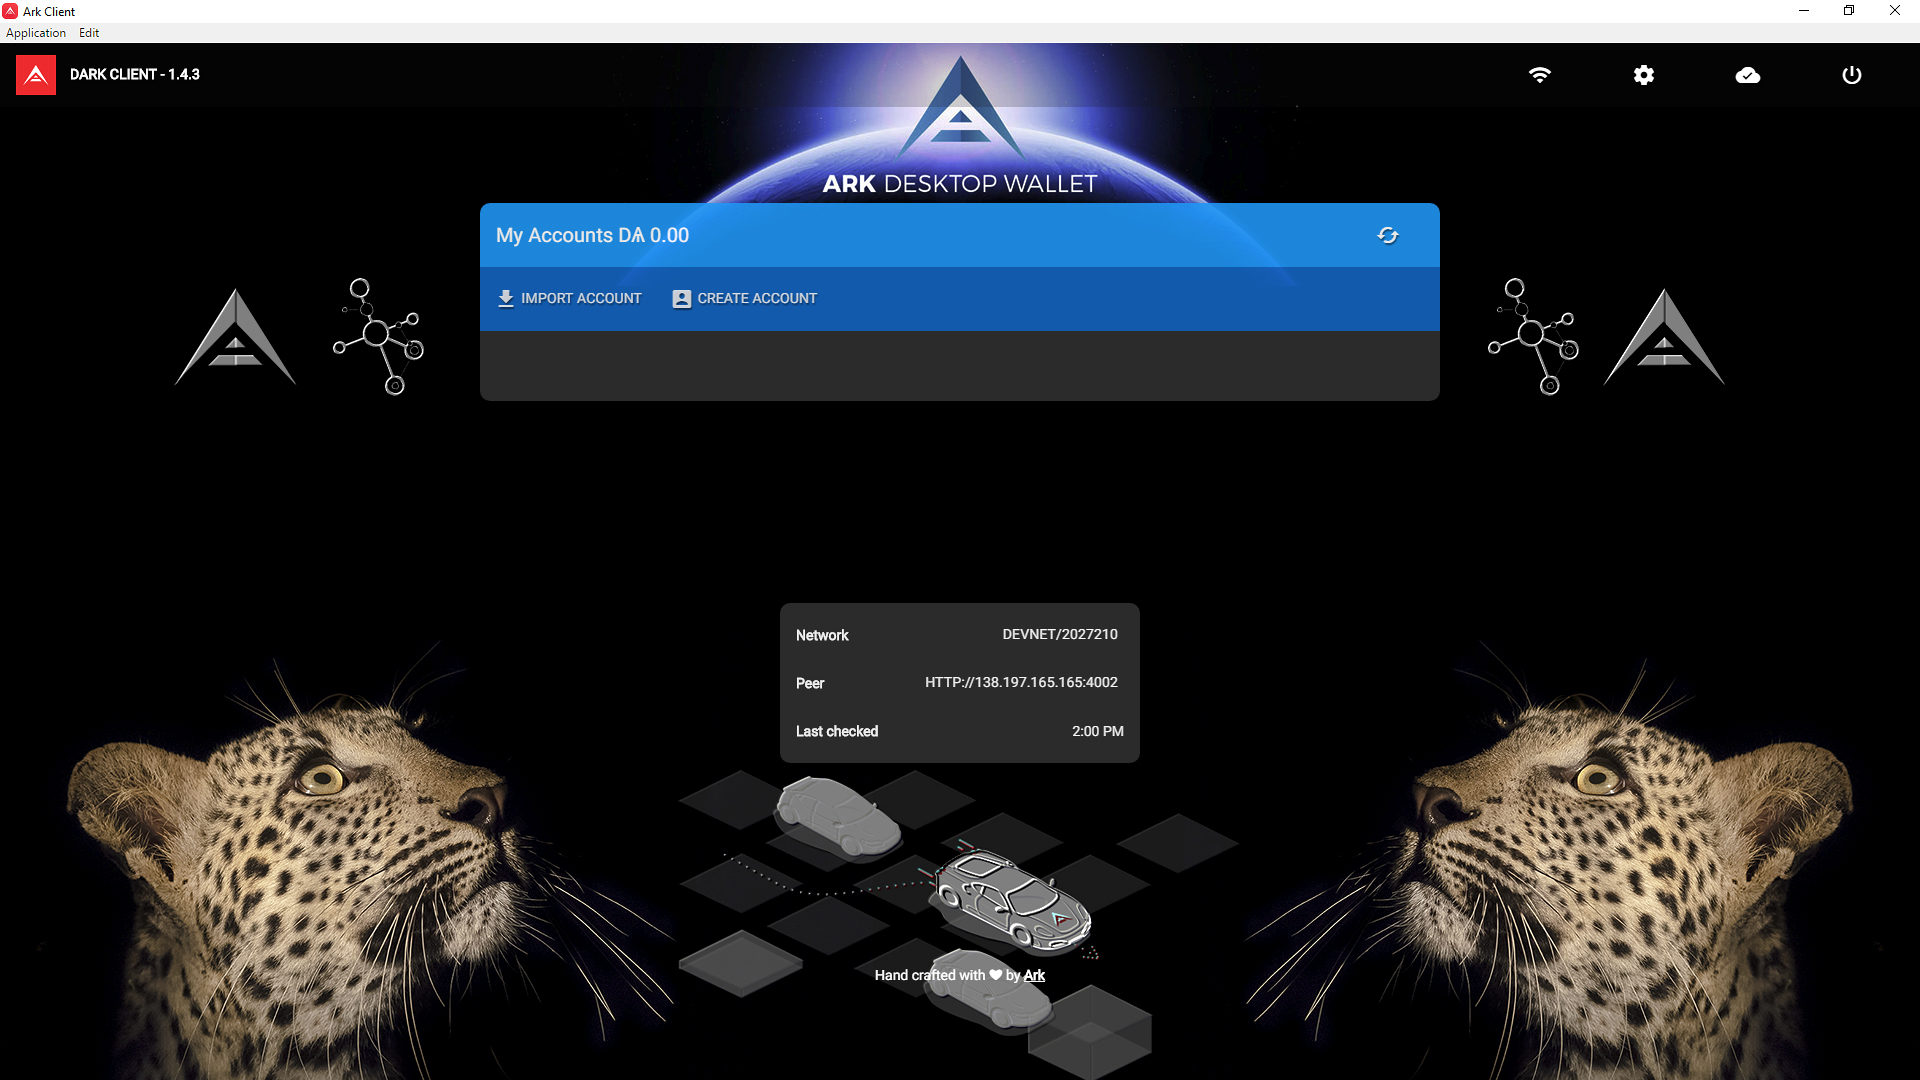 Ark Client
Application Edit
DARK CLIENT - 1.4.3
ARK DESKTOP WALLET
My Accounts DѦ 0.00
IMPORT ACCOUNT CREATE ACCOUNT
Network DEVNET/2027210
Peer HTTP://138.197.165.165:4002
Last checked 2:00 PM
Hand crafted with ❤ by Ark